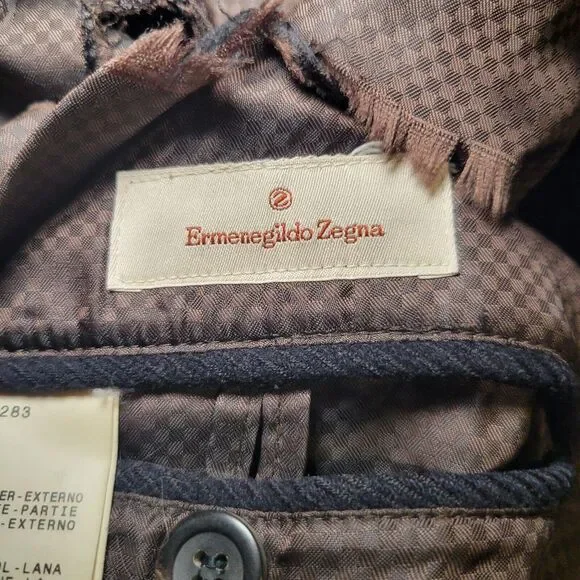 Ermenegildo Zegna
283
ER-EXTERNO
E-PARTIE
-EXTERNO
OL-LANA